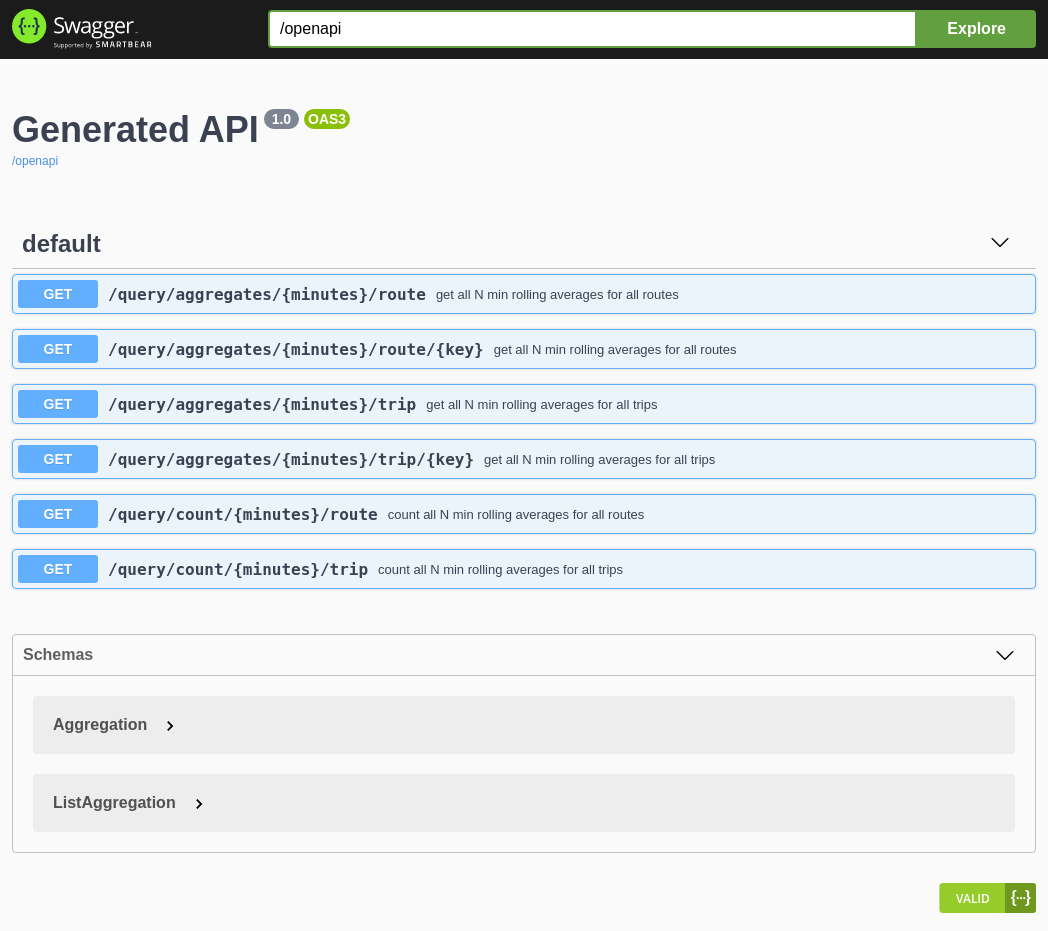 {···} Swagger
Supported by SMARTBEAR
/openapi
Explore
Generated API 1.0 OAS3
/openapi
default
GET /query/aggregates/{minutes}/route get all N min rolling averages for all routes
GET /query/aggregates/{minutes}/route/{key} get all N min rolling averages for all routes
GET /query/aggregates/{minutes}/trip get all N min rolling averages for all trips
GET /query/aggregates/{minutes}/trip/{key} get all N min rolling averages for all trips
GET /query/count/{minutes}/route count all N min rolling averages for all routes
GET /query/count/{minutes}/trip count all N min rolling averages for all trips
Schemas
Aggregation
ListAggregation
VALID {···}